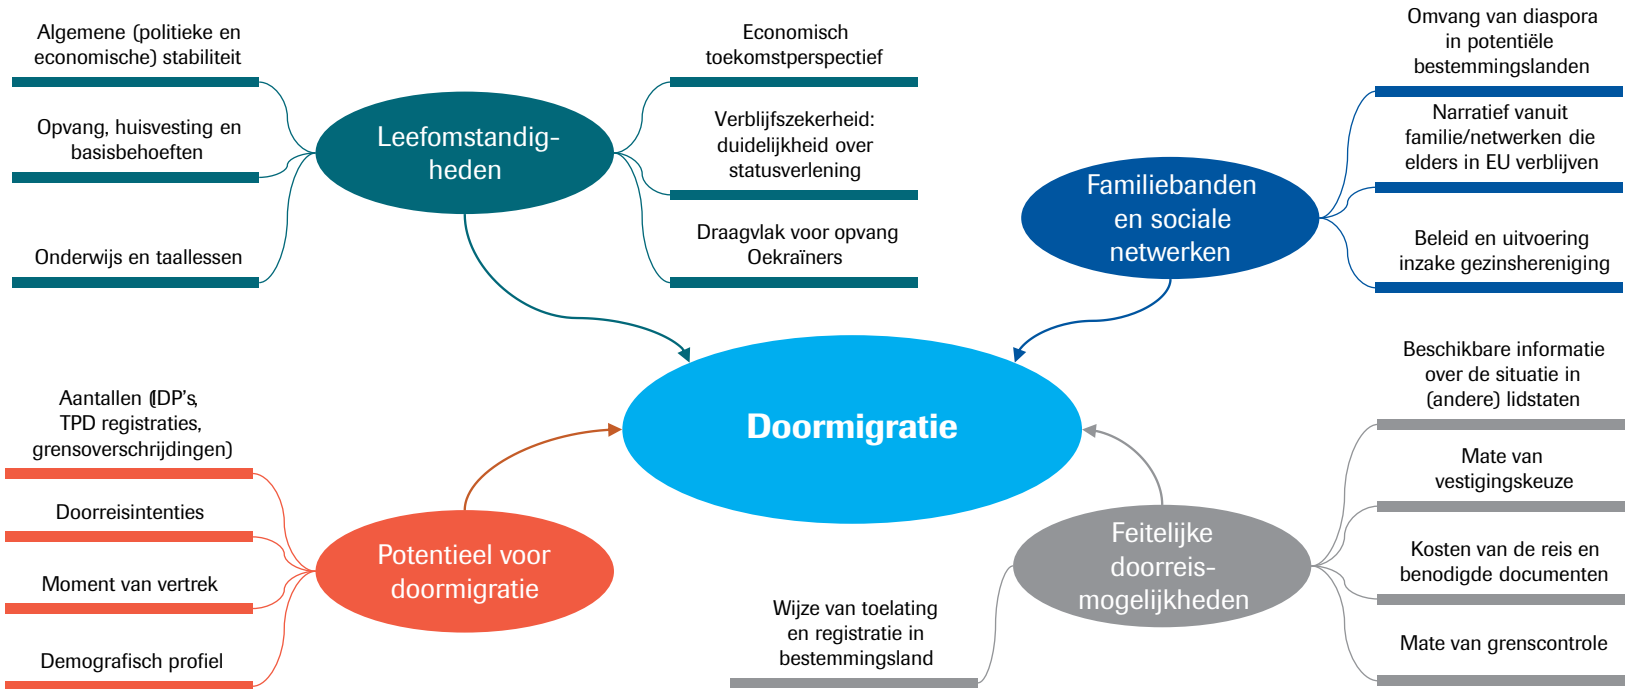 Algemene (politieke en
economische) stabiliteit
Opvang, huisvesting en
basisbehoeften
Onderwijs en taallessen
Leefomstandig-
heden
Economisch
toekomstperspectief
Verblijfszekerheid:
duidelijkheid over
statusverlening
Draagvlak voor opvang
Oekraïners
Familiebanden
en sociale
netwerken
Omvang van diaspora
in potentiële
bestemmingslanden
Narratief vanuit
familie/netwerken die
elders in EU verblijven
Beleid en uitvoering
inzake gezinshereniging
Doormigratie
Aantallen (IDP's,
TPD registraties,
grensoverschrijdingen)
Doorreisintenties
Moment van vertrek
Demografisch profiel
Potentieel voor
doormigratie
Wijze van toelating
en registratie in
bestemmingsland
Feitelijke
doorreis-
mogelijkheden
Beschikbare informatie
over de situatie in
(andere) lidstaten
Mate van
vestigingskeuze
Kosten van de reis en
benodigde documenten
Mate van grenscontrole